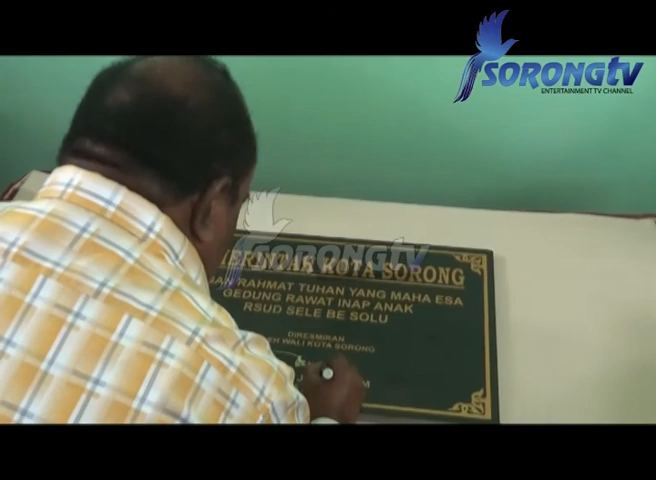 SORONGtv
ENTERTAINMENT TV CHANNEL
SORONGtv
KOTA SORONG
RAHMAT TUHAN YANG MAHA ESA
GEDUNG RAWAT INAP ANAK
RSUD SELE BE SOLU
DIRESMIKAN
WALI KOTA SORONG